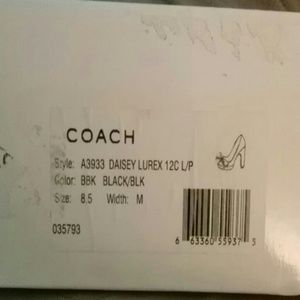 COACH
Style: A3933 DAISEY LUREX 12C L/P
Color: BBK BLACK/BLK
Size: 8.5 Width: M
035793
6 63360 55937 5